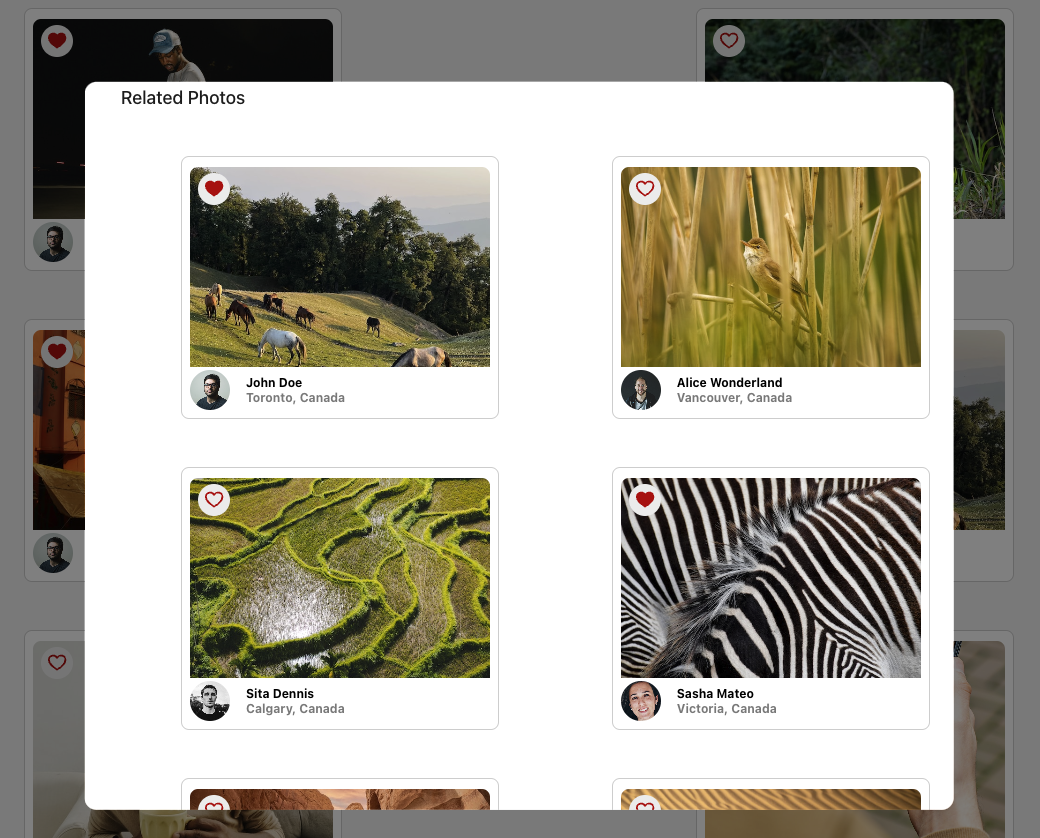 Related Photos
John Doe
Toronto, Canada
Alice Wonderland
Vancouver, Canada
Sita Dennis
Calgary, Canada
Sasha Mateo
Victoria, Canada